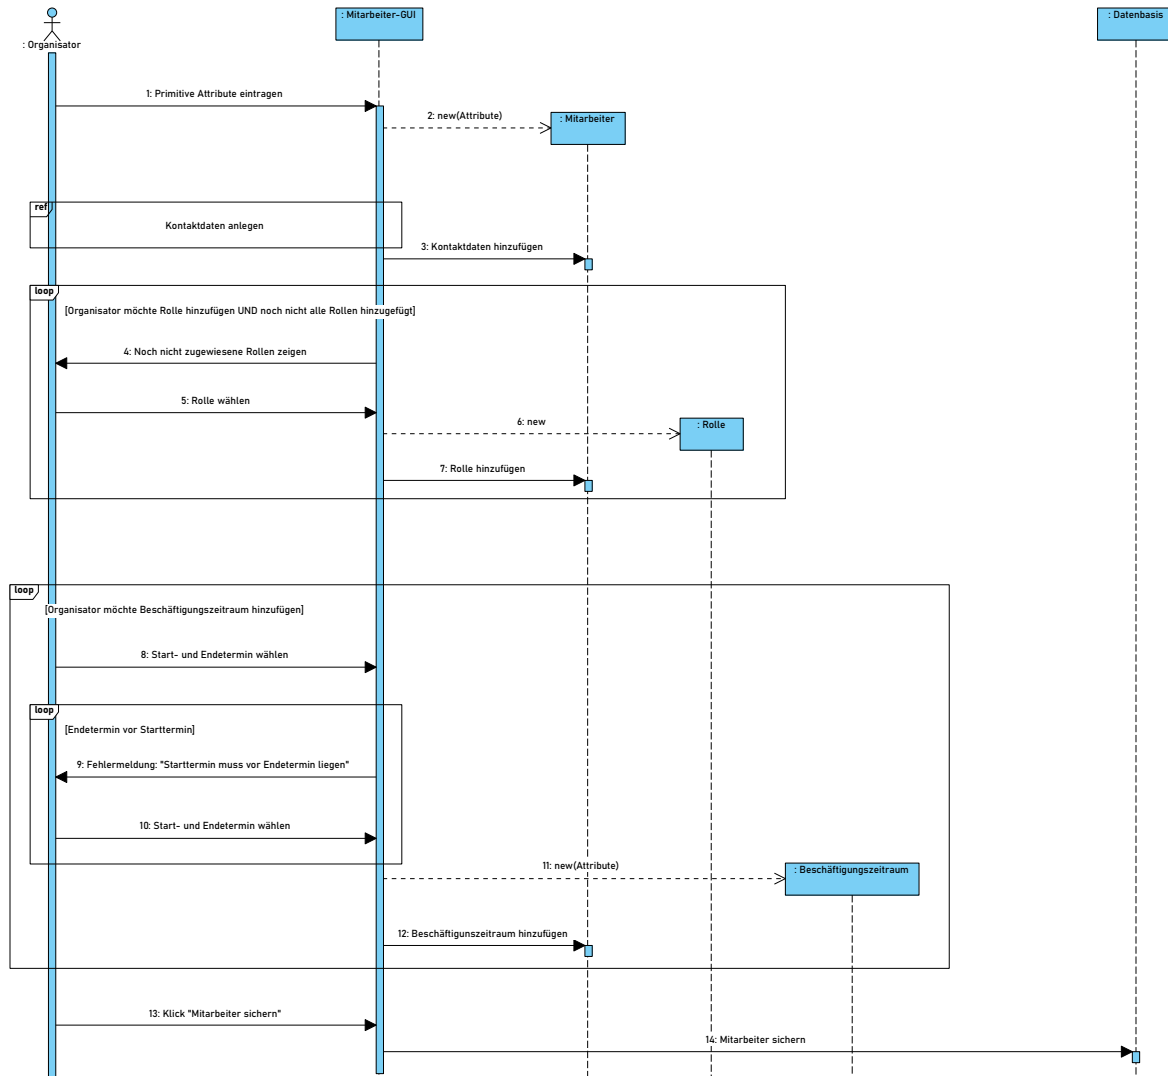 : Organisator
: Mitarbeiter-GUI
: Datenbasis
1: Primitive Attribute eintragen
2: new(Attribute)
: Mitarbeiter
ref
Kontaktdaten anlegen
3: Kontaktdaten hinzufügen
loop
[Organisator möchte Rolle hinzufügen UND noch nicht alle Rollen hinzugefügt]
4: Noch nicht zugewiesene Rollen zeigen
5: Rolle wählen
6: new
: Rolle
7: Rolle hinzufügen
loop
[Organisator möchte Beschäftigungszeitraum hinzufügen]
8: Start- und Endetermin wählen
loop
[Endetermin vor Starttermin]
9: Fehlermeldung: "Starttermin muss vor Endetermin liegen"
10: Start- und Endetermin wählen
11: new(Attribute)
: Beschäftigungszeitraum
12: Beschäftigunszeitraum hinzufügen
13: Klick "Mitarbeiter sichern"
14: Mitarbeiter sichern